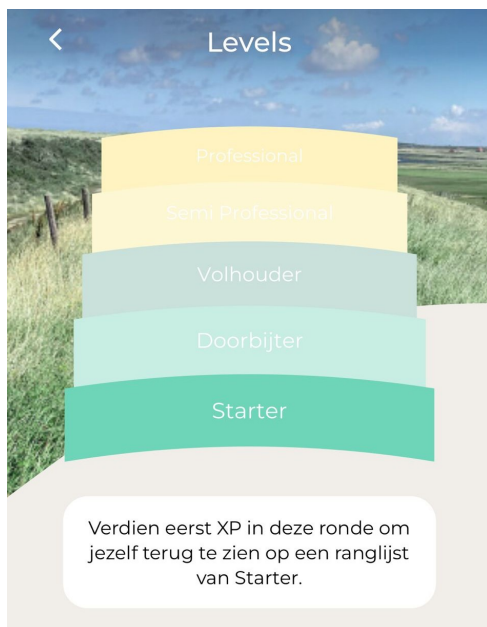 Levels
Professional
Semi Professional
Volhouder
Doorbijter
Starter
Verdien eerst XP in deze ronde om
jezelf terug te zien op een ranglijst
van Starter.